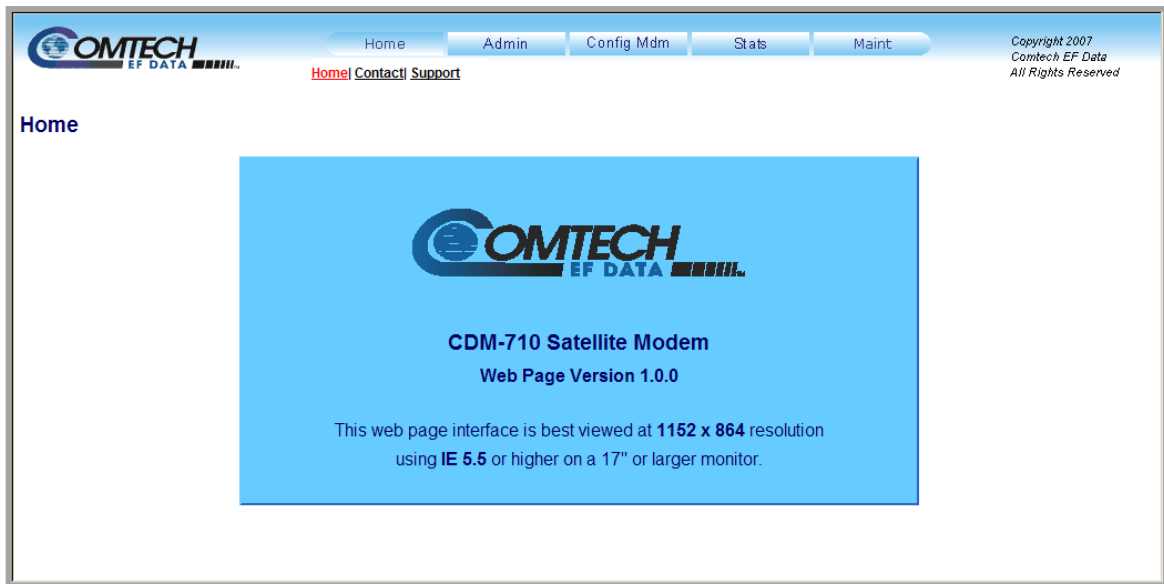 COMTECH
EF DATA
Home Admin Config Mdm Stats Maint
Home| Contact| Support
Copyright 2007
Comtech EF Data
All Rights Reserved
Home
COMTECH
EF DATA
CDM-710 Satellite Modem
Web Page Version 1.0.0
This web page interface is best viewed at 1152 x 864 resolution
using IE 5.5 or higher on a 17" or larger monitor.